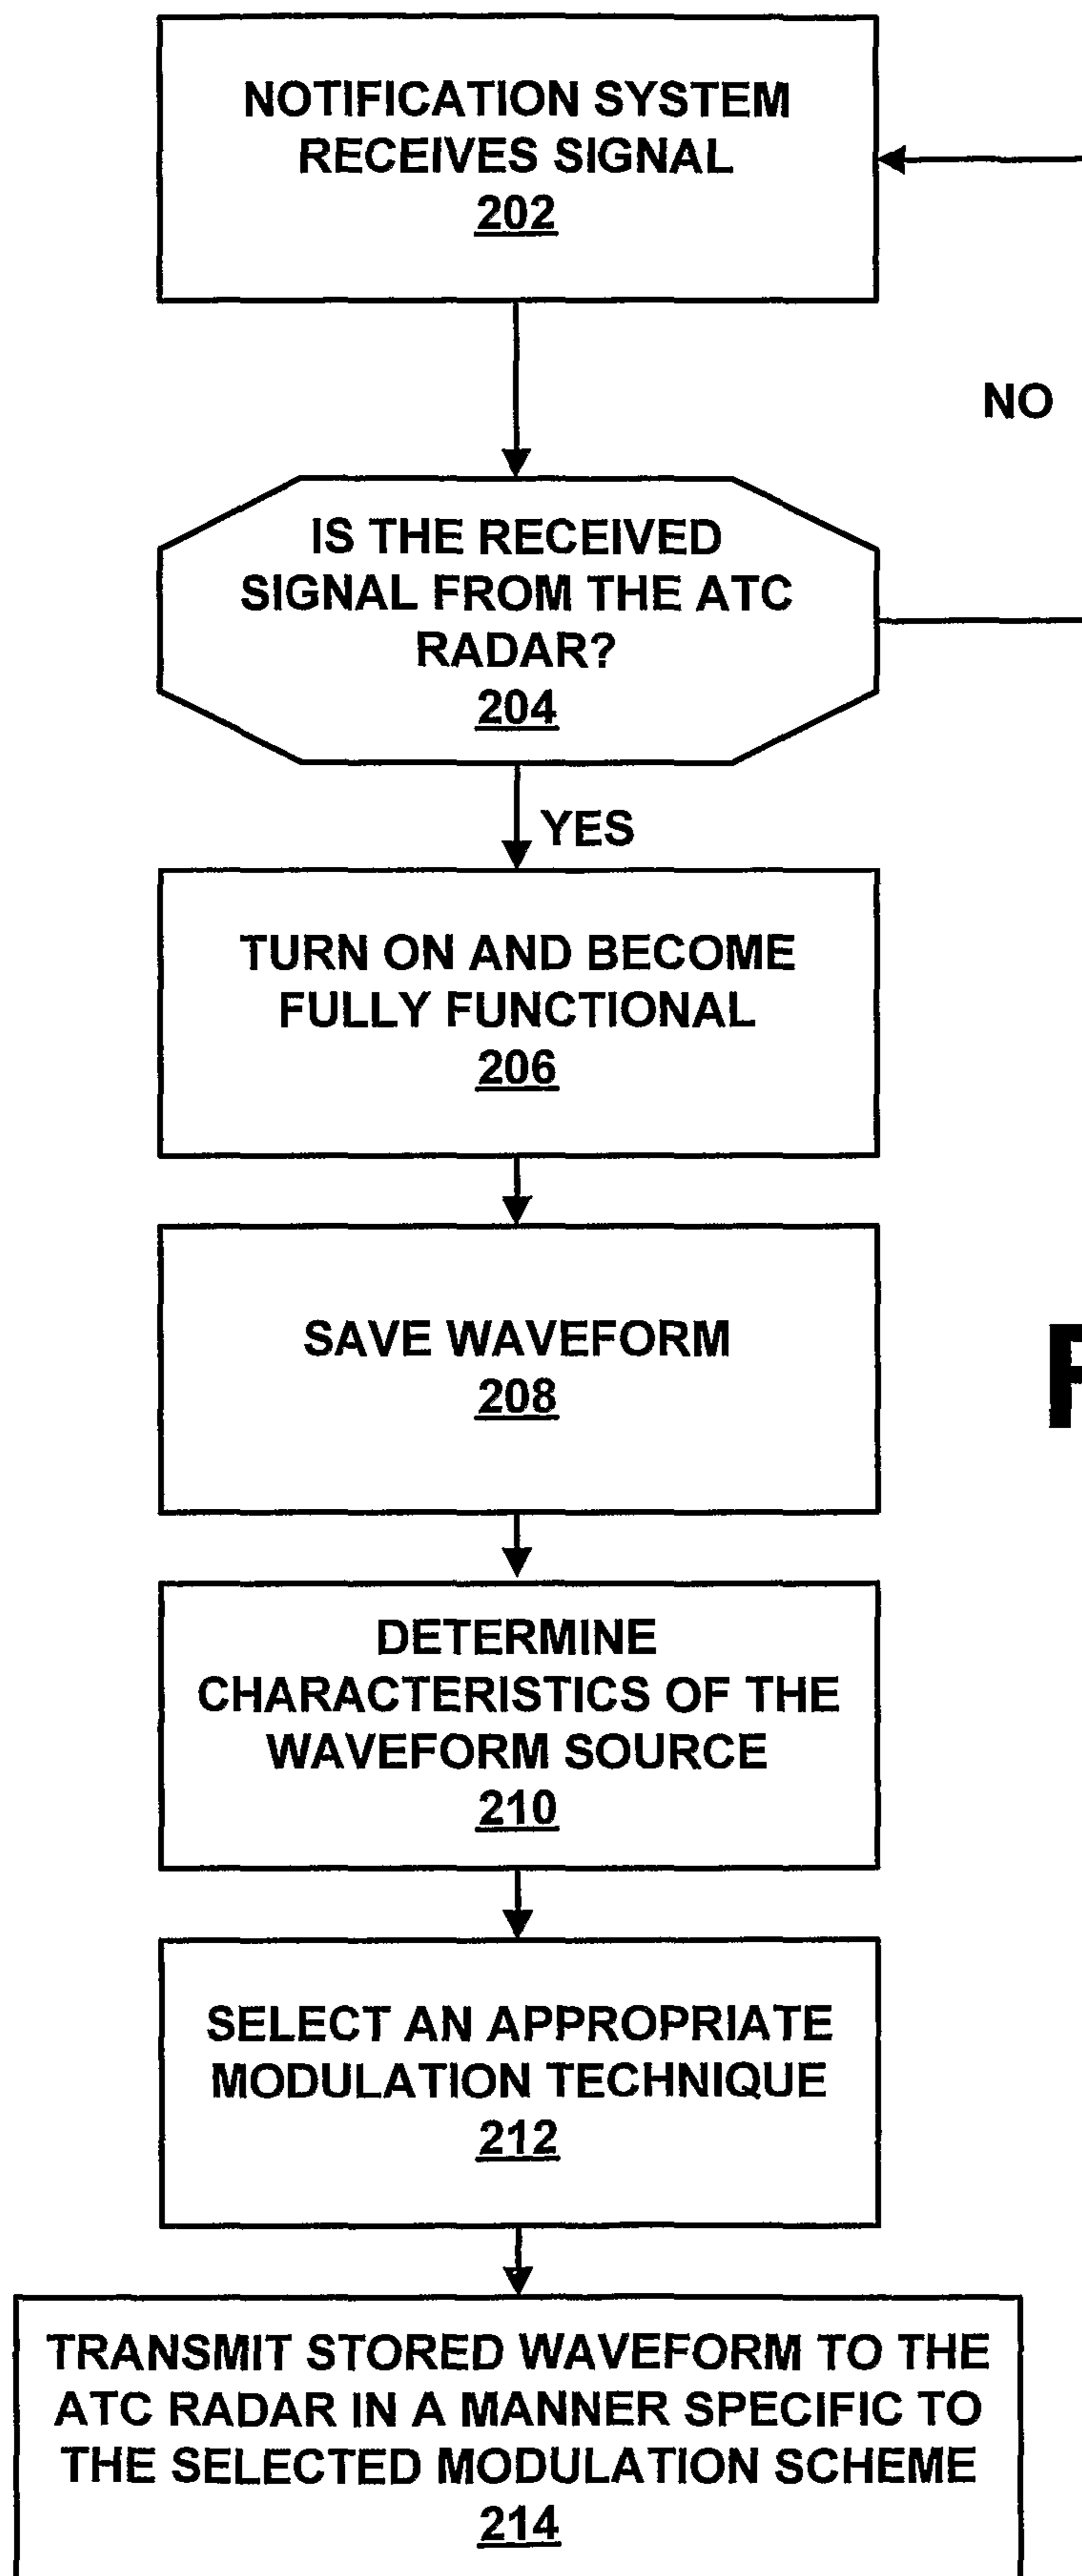 NOTIFICATION SYSTEM
RECEIVES SIGNAL
202
NO
IS THE RECEIVED
SIGNAL FROM THE ATC
RADAR?
204
YES
TURN ON AND BECOME
FULLY FUNCTIONAL
206
SAVE WAVEFORM
208
DETERMINE
CHARACTERISTICS OF THE
WAVEFORM SOURCE
210
SELECT AN APPROPRIATE
MODULATION TECHNIQUE
212
TRANSMIT STORED WAVEFORM TO THE
ATC RADAR IN A MANNER SPECIFIC TO
THE SELECTED MODULATION SCHEME
214